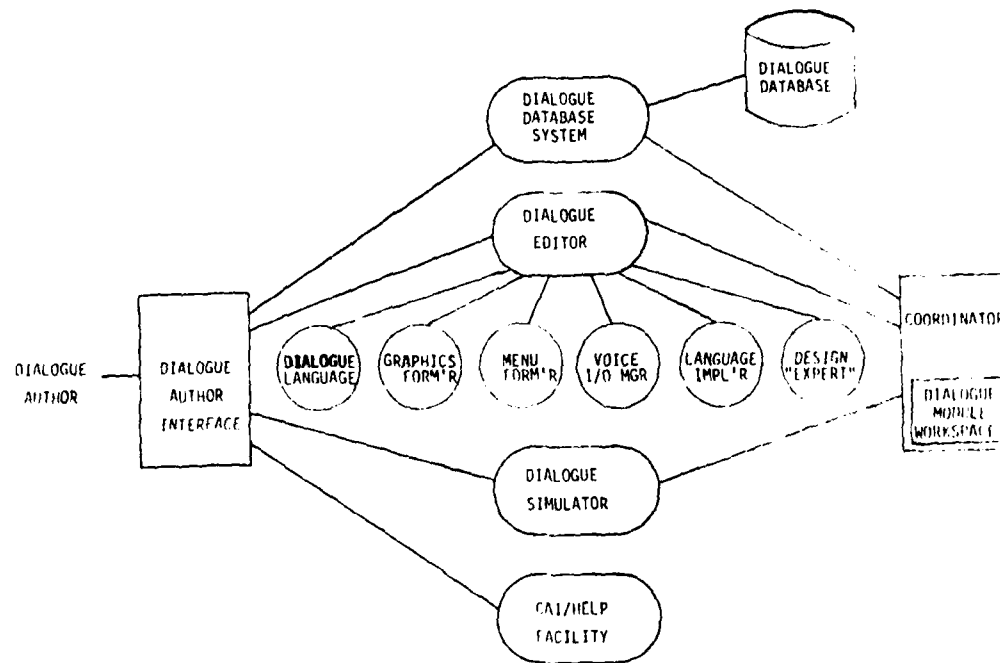 DIALOGUE
DATABASE
DIALOGUE
DATABASE
SYSTEM
DIALOGUE
EDITOR
COORDINATOR
DIALOGUE
MODULE
WORKSPACE
DIALOGUE
AUTHOR
DIALOGUE
AUTHOR
INTERFACE
DIALOGUE
LANGUAGE
GRAPHICS
FORM'R
MENU
FORM'R
VOICE
I/O MGR
LANGUAGE
IMPL'R
DESIGN
"EXPERT"
DIALOGUE
SIMULATOR
CAI/HELP
FACILITY